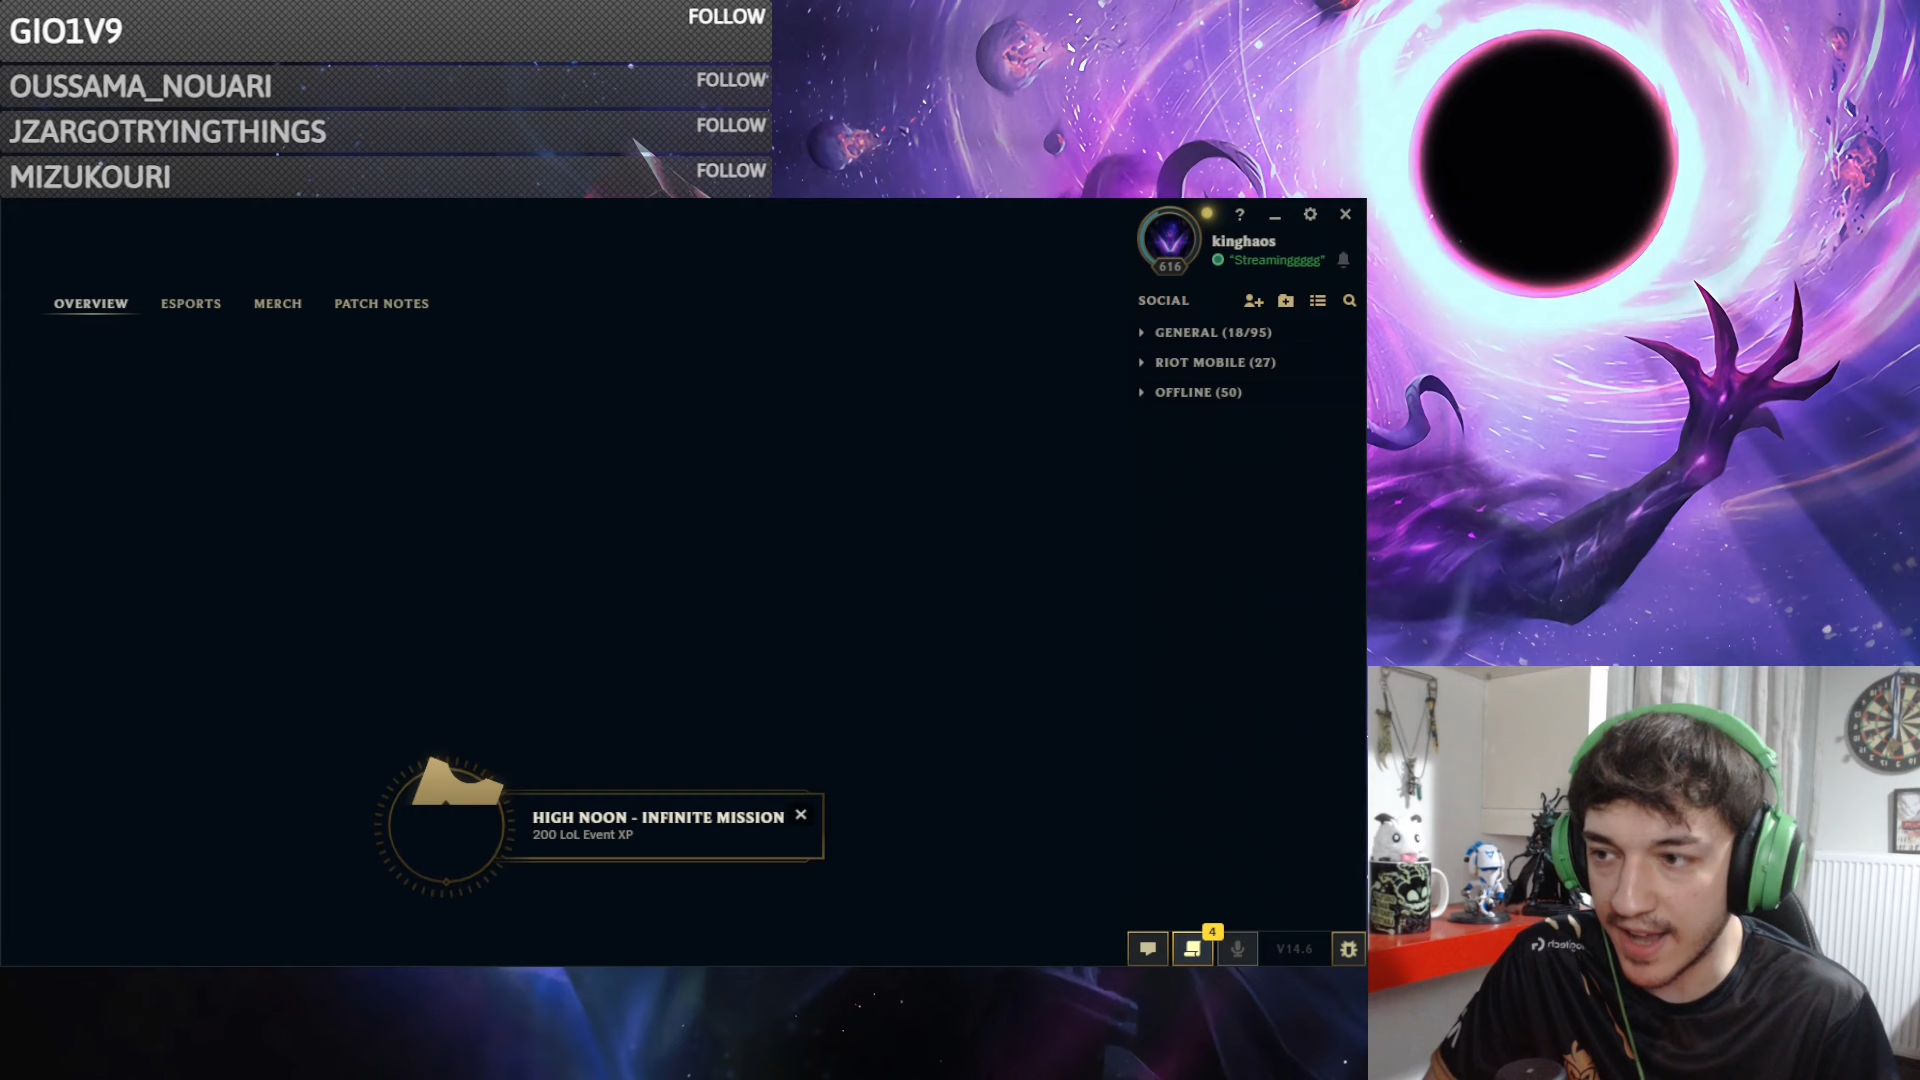 GIO1V9 FOLLOW
OUSSAMA_NOUARI FOLLOW
JZARGOTRYINGTHINGS FOLLOW
MIZUKOURI FOLLOW
?
kinghaos
616
"Streaminggggg"
OVERVIEW ESPORTS MERCH PATCH NOTES
SOCIAL
GENERAL (18/95)
RIOT MOBILE (27)
OFFLINE (50)
HIGH NOON - INFINITE MISSION
200 LoL Event XP
4
V14.6